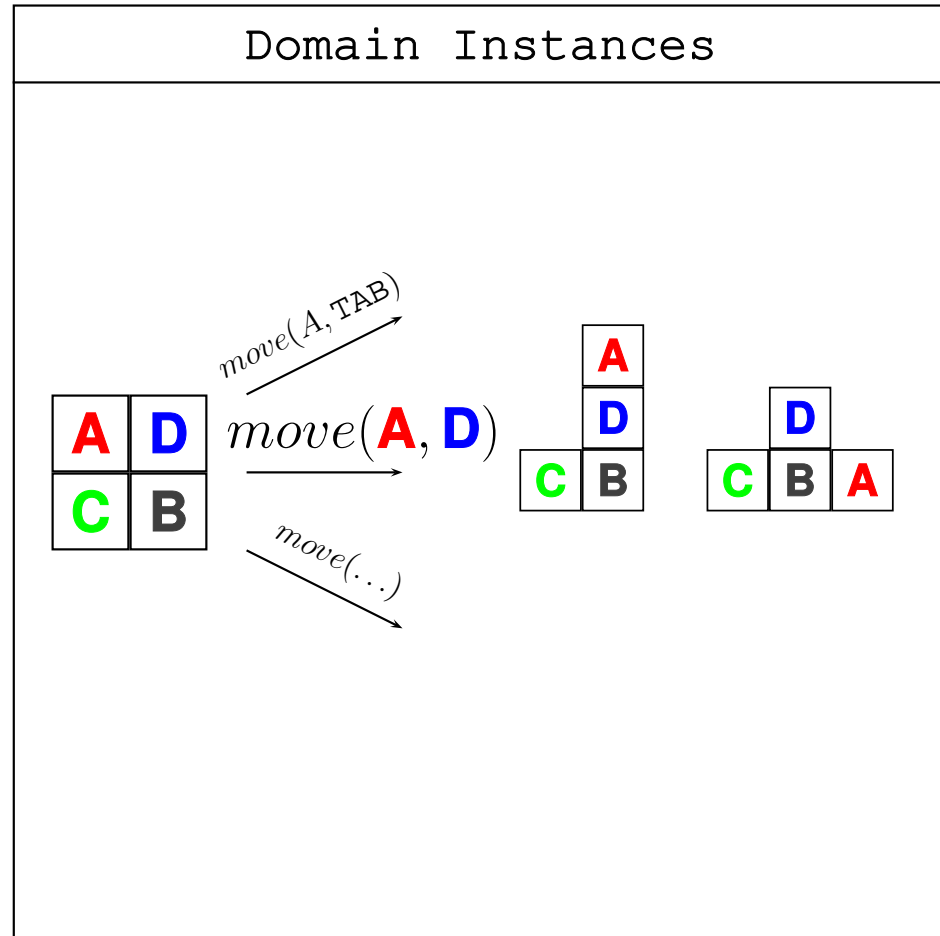 Domain Instances
move(A, TAB)
move(A, D)
move(...)
A D
C B
A
D
C B
D
C B A